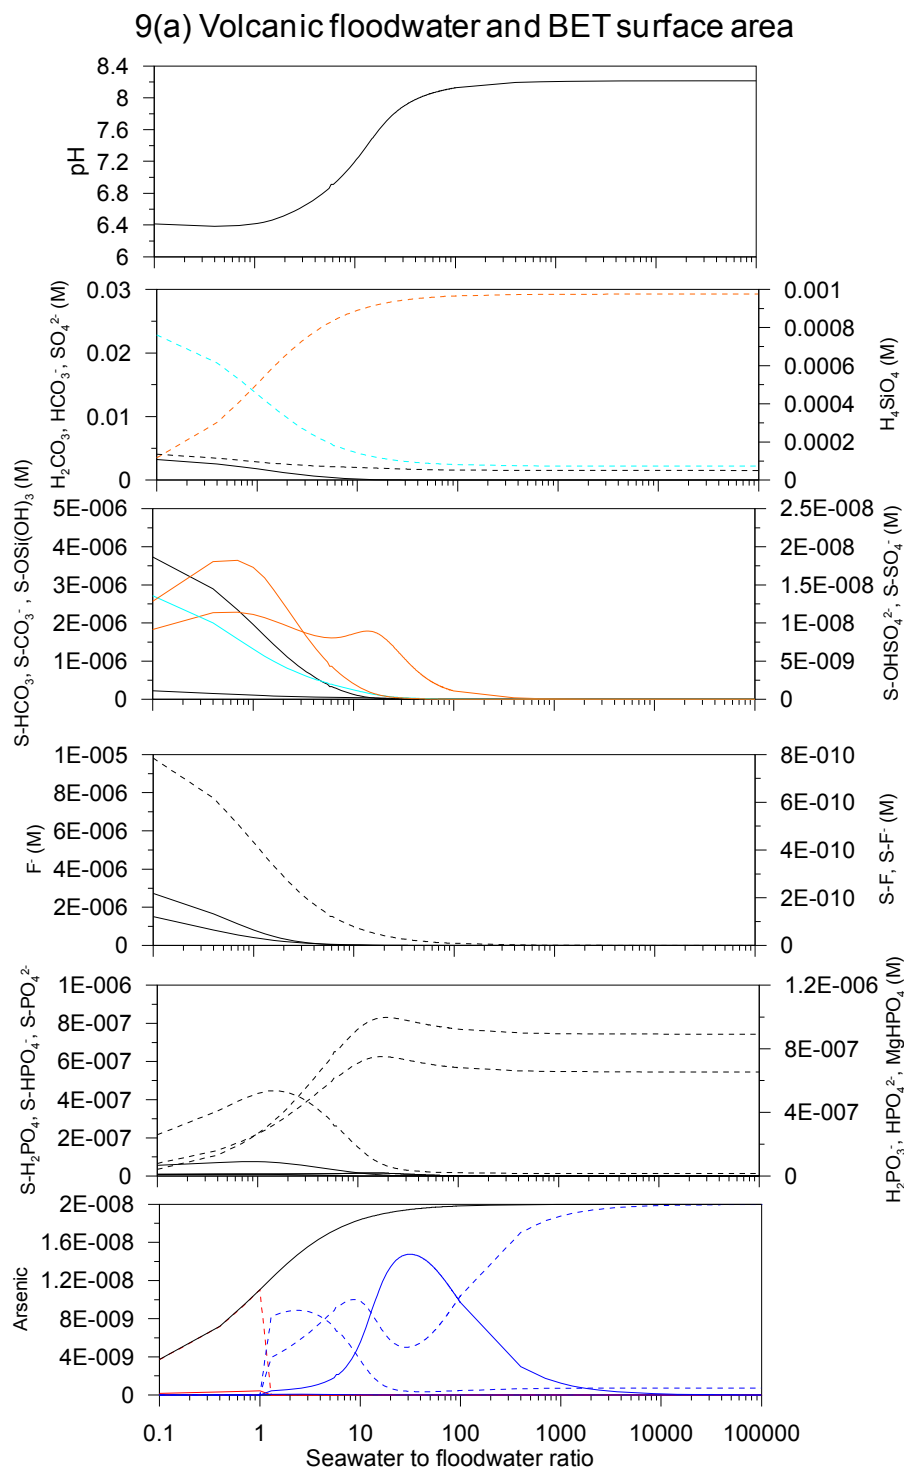 9(a) Volcanic floodwater and BET surface area
8.4
8
7.6
7.2
6.8
6.4
6
pH
0.03
0.02
0.01
0
H₂CO₃, HCO₃⁻, SO₄²⁻ (M)
0.001
0.0008
0.0006
0.0004
0.0002
0
H₄SiO₄ (M)
5E-006
4E-006
3E-006
2E-006
1E-006
0
S-HCO₃, S-CO₃⁻, S-OSi(OH)₃ (M)
2.5E-008
2E-008
1.5E-008
1E-008
5E-009
0
S-OHSO₄²⁻, S-SO₄⁻ (M)
1E-005
8E-006
6E-006
4E-006
2E-006
0
F⁻ (M)
8E-010
6E-010
4E-010
2E-010
0
S-F, S-F⁻ (M)
1E-006
8E-007
6E-007
4E-007
2E-007
0
S-H₂PO₄, S-HPO₄⁻, S-PO₄²⁻
1.2E-006
8E-007
4E-007
0
H₂PO₃⁻, HPO₄²⁻, MgHPO₄ (M)
2E-008
1.6E-008
1.2E-008
8E-009
4E-009
0
Arsenic
0.1 1 10 100 1000 10000 100000
Seawater to floodwater ratio